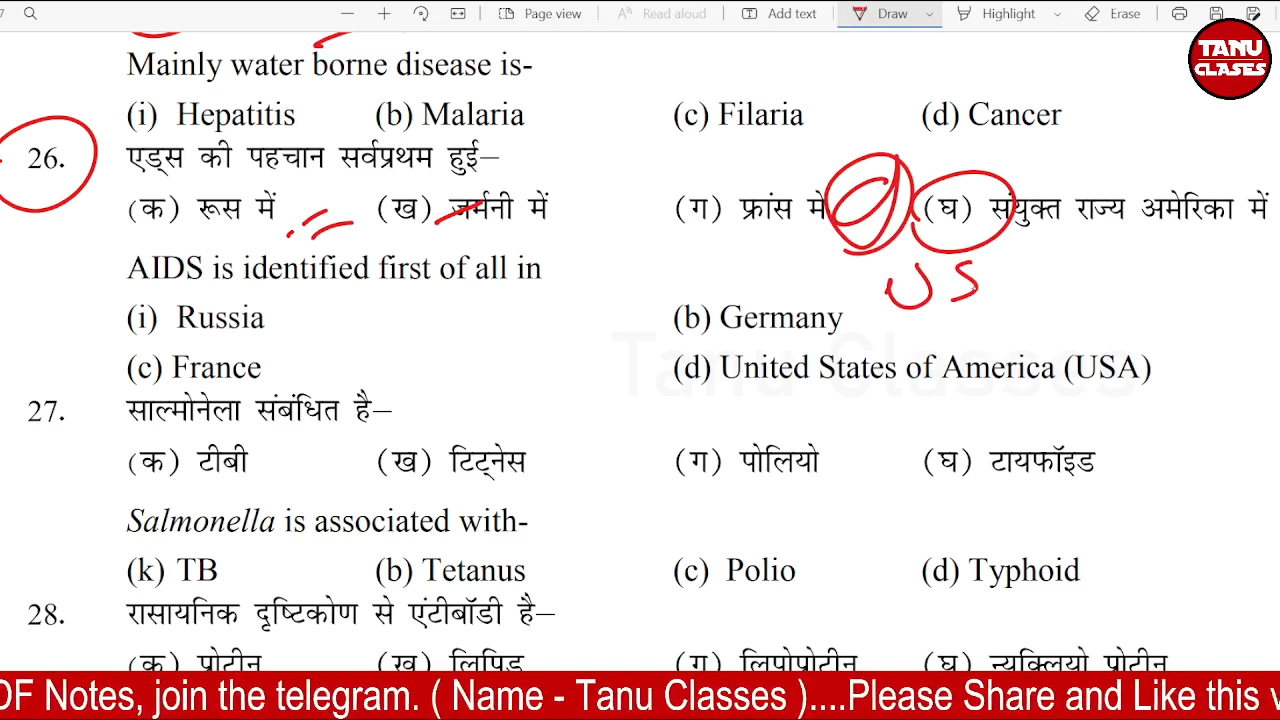 Page view
Read aloud
Add text
Draw
Highlight
Erase
TANU
CLASES
Mainly water borne disease is-
(i) Hepatitis (b) Malaria (c) Filaria (d) Cancer
26. एड्स की पहचान सर्वप्रथम हुई–
(क) रूस में (ख) जर्मनी में (ग) फ्रांस में (घ) संयुक्त राज्य अमेरिका में
US
AIDS is identified first of all in
(i) Russia (b) Germany
(c) France (d) United States of America (USA)
Tanu Classes
27. साल्मोनेला संबंधित है–
(क) टीबी (ख) टिट्नेस (ग) पोलियो (घ) टायफॉइड
Salmonella is associated with-
(k) TB (b) Tetanus (c) Polio (d) Typhoid
28. रासायनिक दृष्टिकोण से एंटीबॉडी है–
(क) प्रोटीन (ख) लिपिड (ग) लिपोप्रोटीन (घ) न्यूक्लियो प्रोटीन
DF Notes, join the telegram. ( Name - Tanu Classes )....Please Share and Like this v